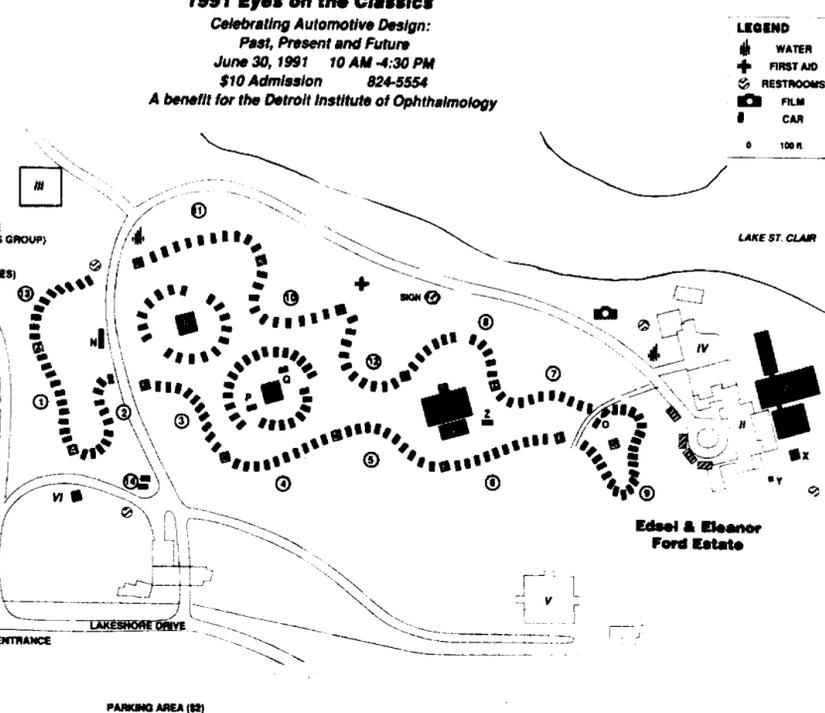 1991 Eyes on the Classics
Celebrating Automotive Design:
Past, Present and Future
June 30, 1991 10 AM -4:30 PM
$10 Admission 824-5554
A benefit for the Detroit Institute of Ophthalmology
LEGEND
WATER
FIRST AID
RESTROOMS
FILM
CAR
0 100 ft.
III
11
S GROUP)
LAKE ST. CLAIR
ES)
13
10
SIGN
8
IV
N
12
7
Q
1
2
P
3
Z
O
II
4
5
6
9
X
Y
14
VI
Edsel & Eleanor
Ford Estate
V
LAKESHORE DRIVE
ENTRANCE
PARKING AREA ($2)